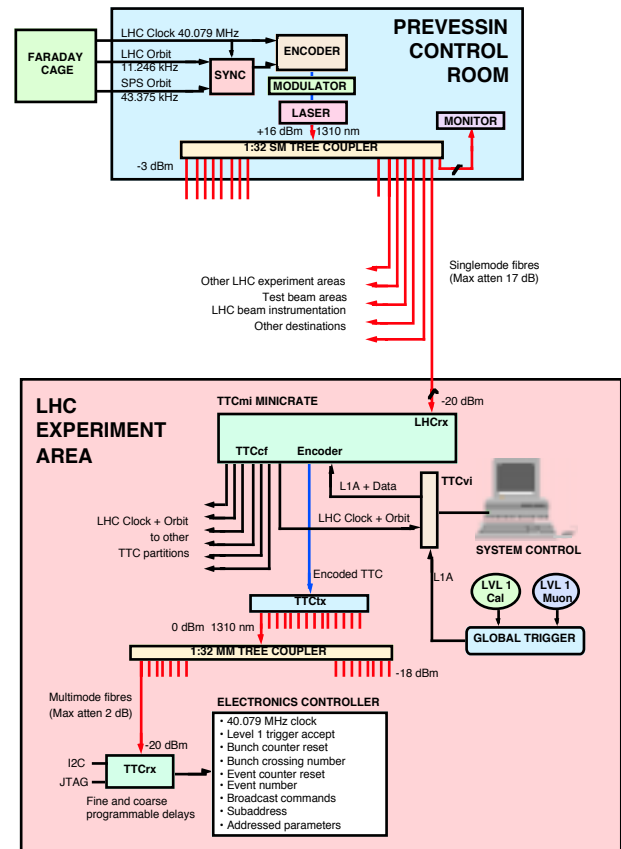 PREVESSIN
CONTROL
ROOM
FARADAY
CAGE
LHC Clock 40.079 MHz
LHC Orbit
11.246 kHz
SPS Orbit
43.375 kHz
SYNC
ENCODER
MODULATOR
LASER
+16 dBm 1310 nm
MONITOR
1:32 SM TREE COUPLER
-3 dBm
Singlemode fibres
(Max atten 17 dB)
Other LHC experiment areas
Test beam areas
LHC beam instrumentation
Other destinations
LHC
EXPERIMENT
AREA
TTCmi MINICRATE
-20 dBm
LHCrx
TTCcf Encoder
TTCvi
L1A + Data
LHC Clock + Orbit
to other
TTC partitions
LHC Clock + Orbit
SYSTEM CONTROL
Encoded TTC
L1A
LVL 1
Cal
LVL 1
Muon
GLOBAL TRIGGER
TTCtx
0 dBm 1310 nm
1:32 MM TREE COUPLER
-18 dBm
Multimode fibres
(Max atten 2 dB)
ELECTRONICS CONTROLLER
• 40.079 MHz clock
• Level 1 trigger accept
• Bunch counter reset
• Bunch crossing number
• Event counter reset
• Event number
• Broadcast commands
• Subaddress
• Addressed parameters
-20 dBm
I2C
JTAG
TTCrx
Fine and coarse
programmable delays